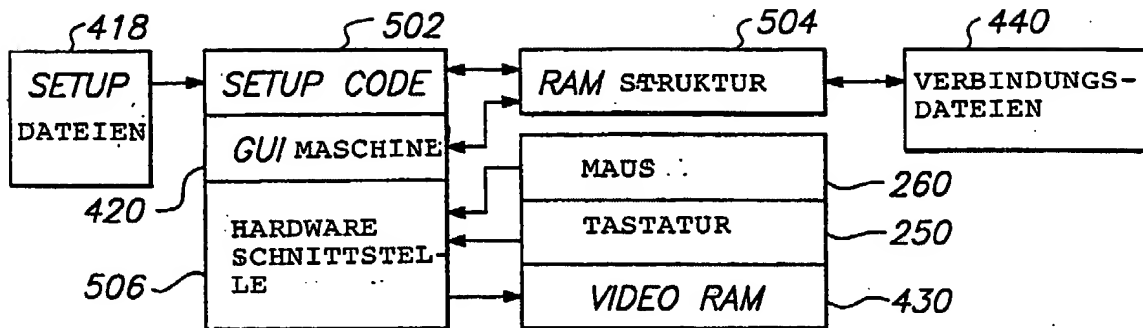 418
502
504
440
SETUP
DATEIEN
SETUP CODE
RAM STRUKTUR
VERBINDUNGS-
DATEIEN
GUI MASCHINE
MAUS
260
420
HARDWARE
SCHNITTSTEL-
LE
TASTATUR
250
506
VIDEO RAM
430